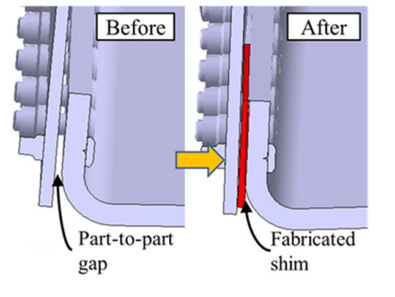 Before
After
Part-to-part
gap
Fabricated
shim